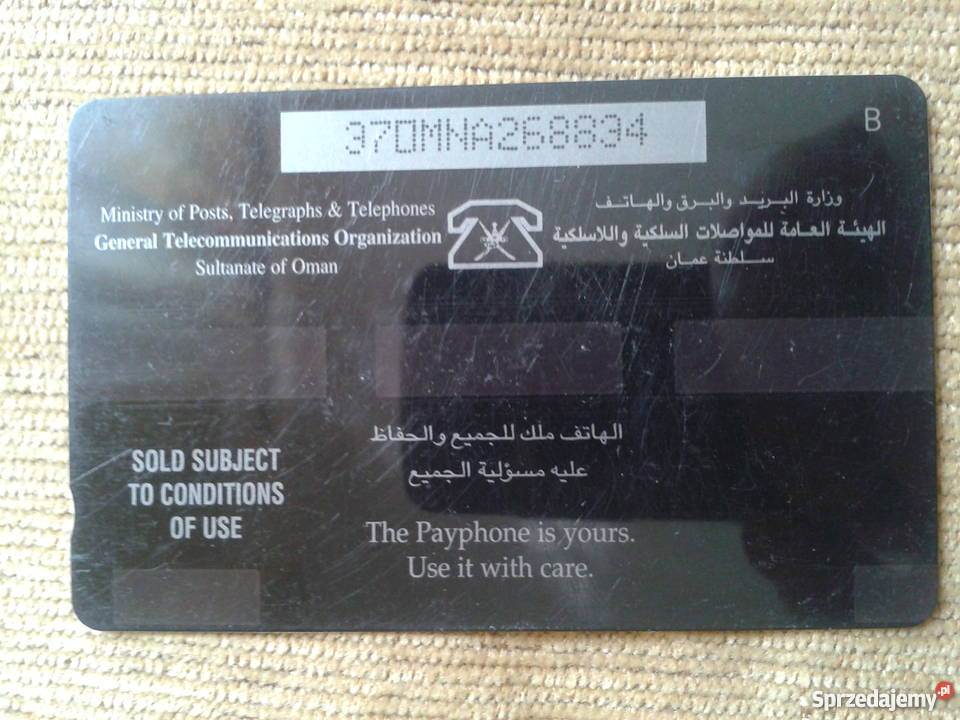 37OMNA268834
B
Ministry of Posts, Telegraphs & Telephones
General Telecommunications Organization
Sultanate of Oman
وزارة البريد والبرق والهاتف
الهيئة العامة للمواصلات السلكية واللاسلكية
سلطنة عمان
الهاتف ملك للجميع والحفاظ
عليه مسؤلية الجميع
SOLD SUBJECT
TO CONDITIONS
OF USE
The Payphone is yours.
Use it with care.
Sprzedajemy.pl